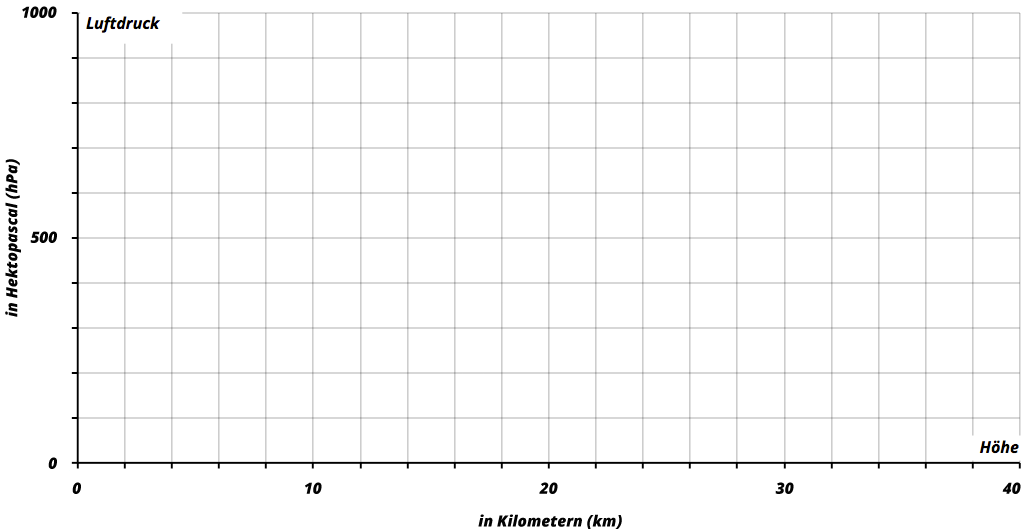 1000
Luftdruck
in Hektopascal (hPa)
500
0
Höhe
0 10 20 30 40
in Kilometern (km)